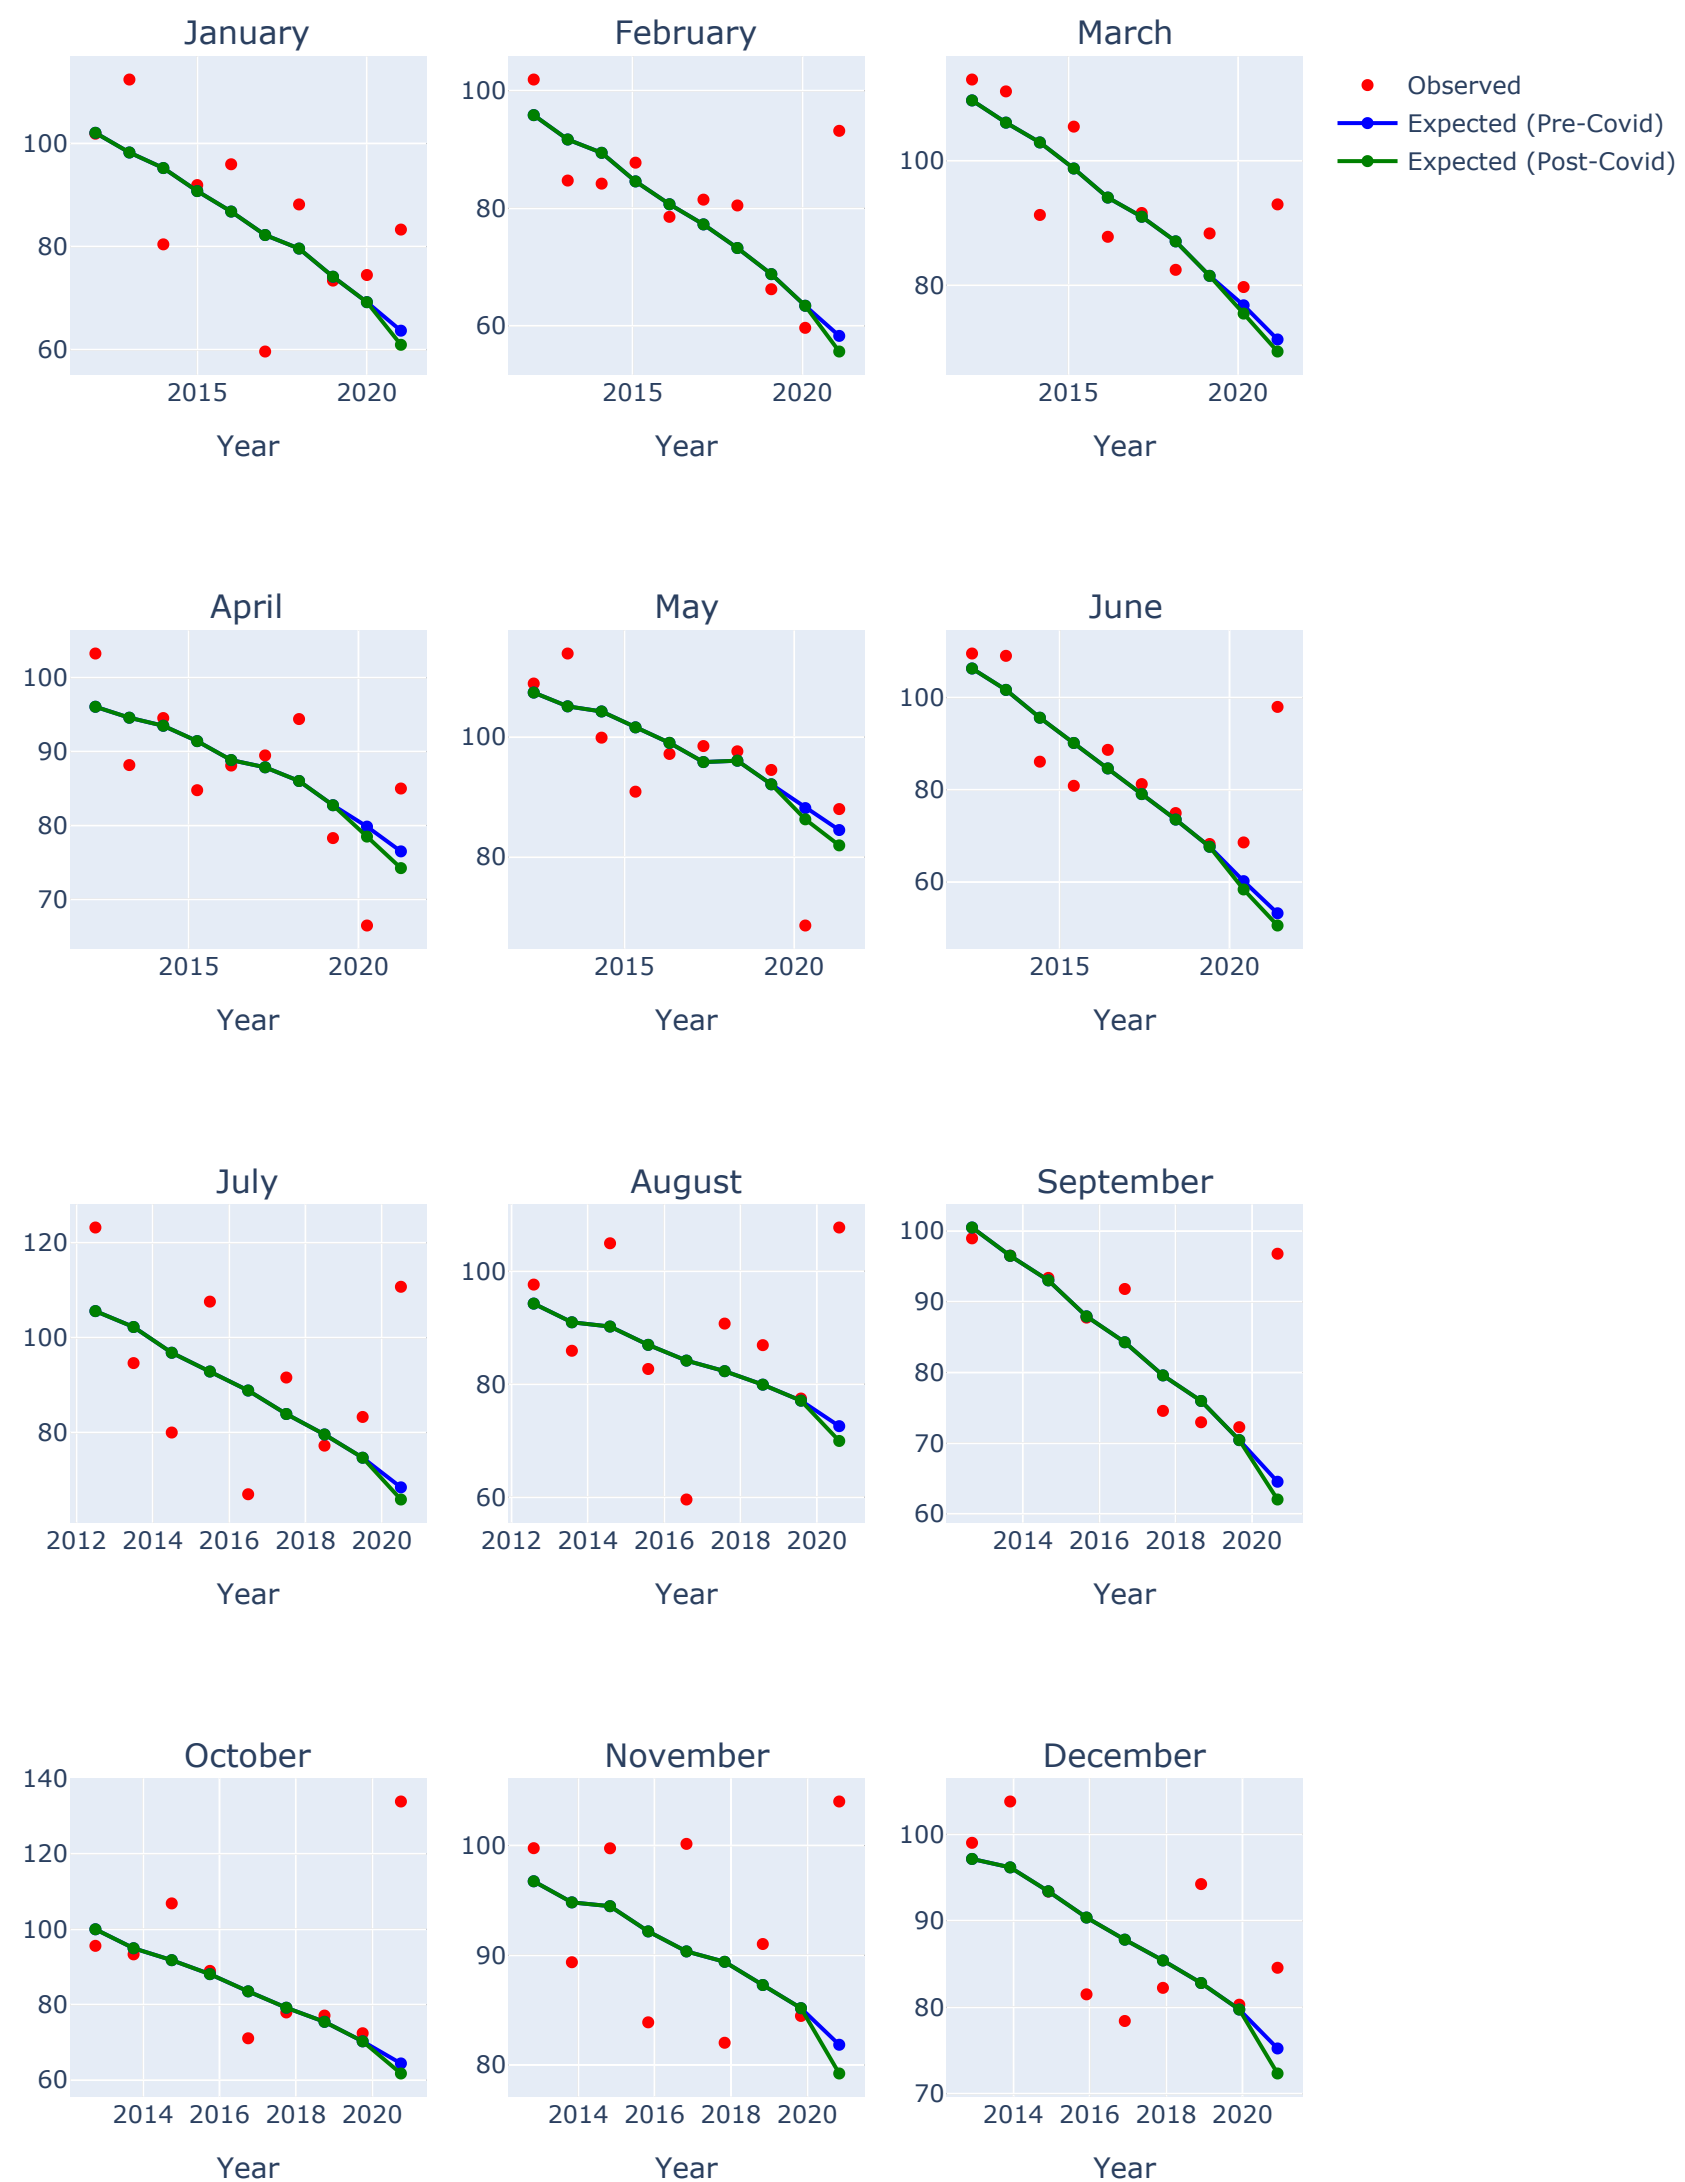 January
February
March
100
80
60
2015
2020
Year
100
80
60
2015
2020
Year
100
80
2015
2020
Year
Observed
Expected (Pre-Covid)
Expected (Post-Covid)
April
May
June
100
90
80
70
2015
2020
Year
100
80
2015
2020
Year
100
80
60
2015
2020
Year
July
August
September
120
100
80
2012 2014 2016 2018 2020
Year
100
80
60
2012 2014 2016 2018 2020
Year
100
90
80
70
60
2014 2016 2018 2020
Year
October
November
December
140
120
100
80
60
2014 2016 2018 2020
Year
100
90
80
2014 2016 2018 2020
Year
100
90
80
70
2014 2016 2018 2020
Year